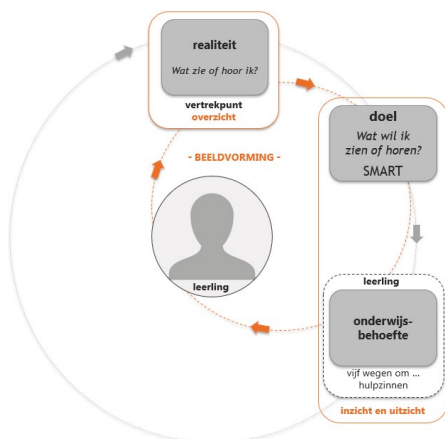 realiteit
Wat zie of hoor ik?
vertrekpunt
overzicht
doel
Wat wil ik
zien of horen?
SMART
- BEELDVORMING -
leerling
leerling
onderwijs-
behoefte
vijf wegen om ...
hulpzinnen
inzicht en uitzicht